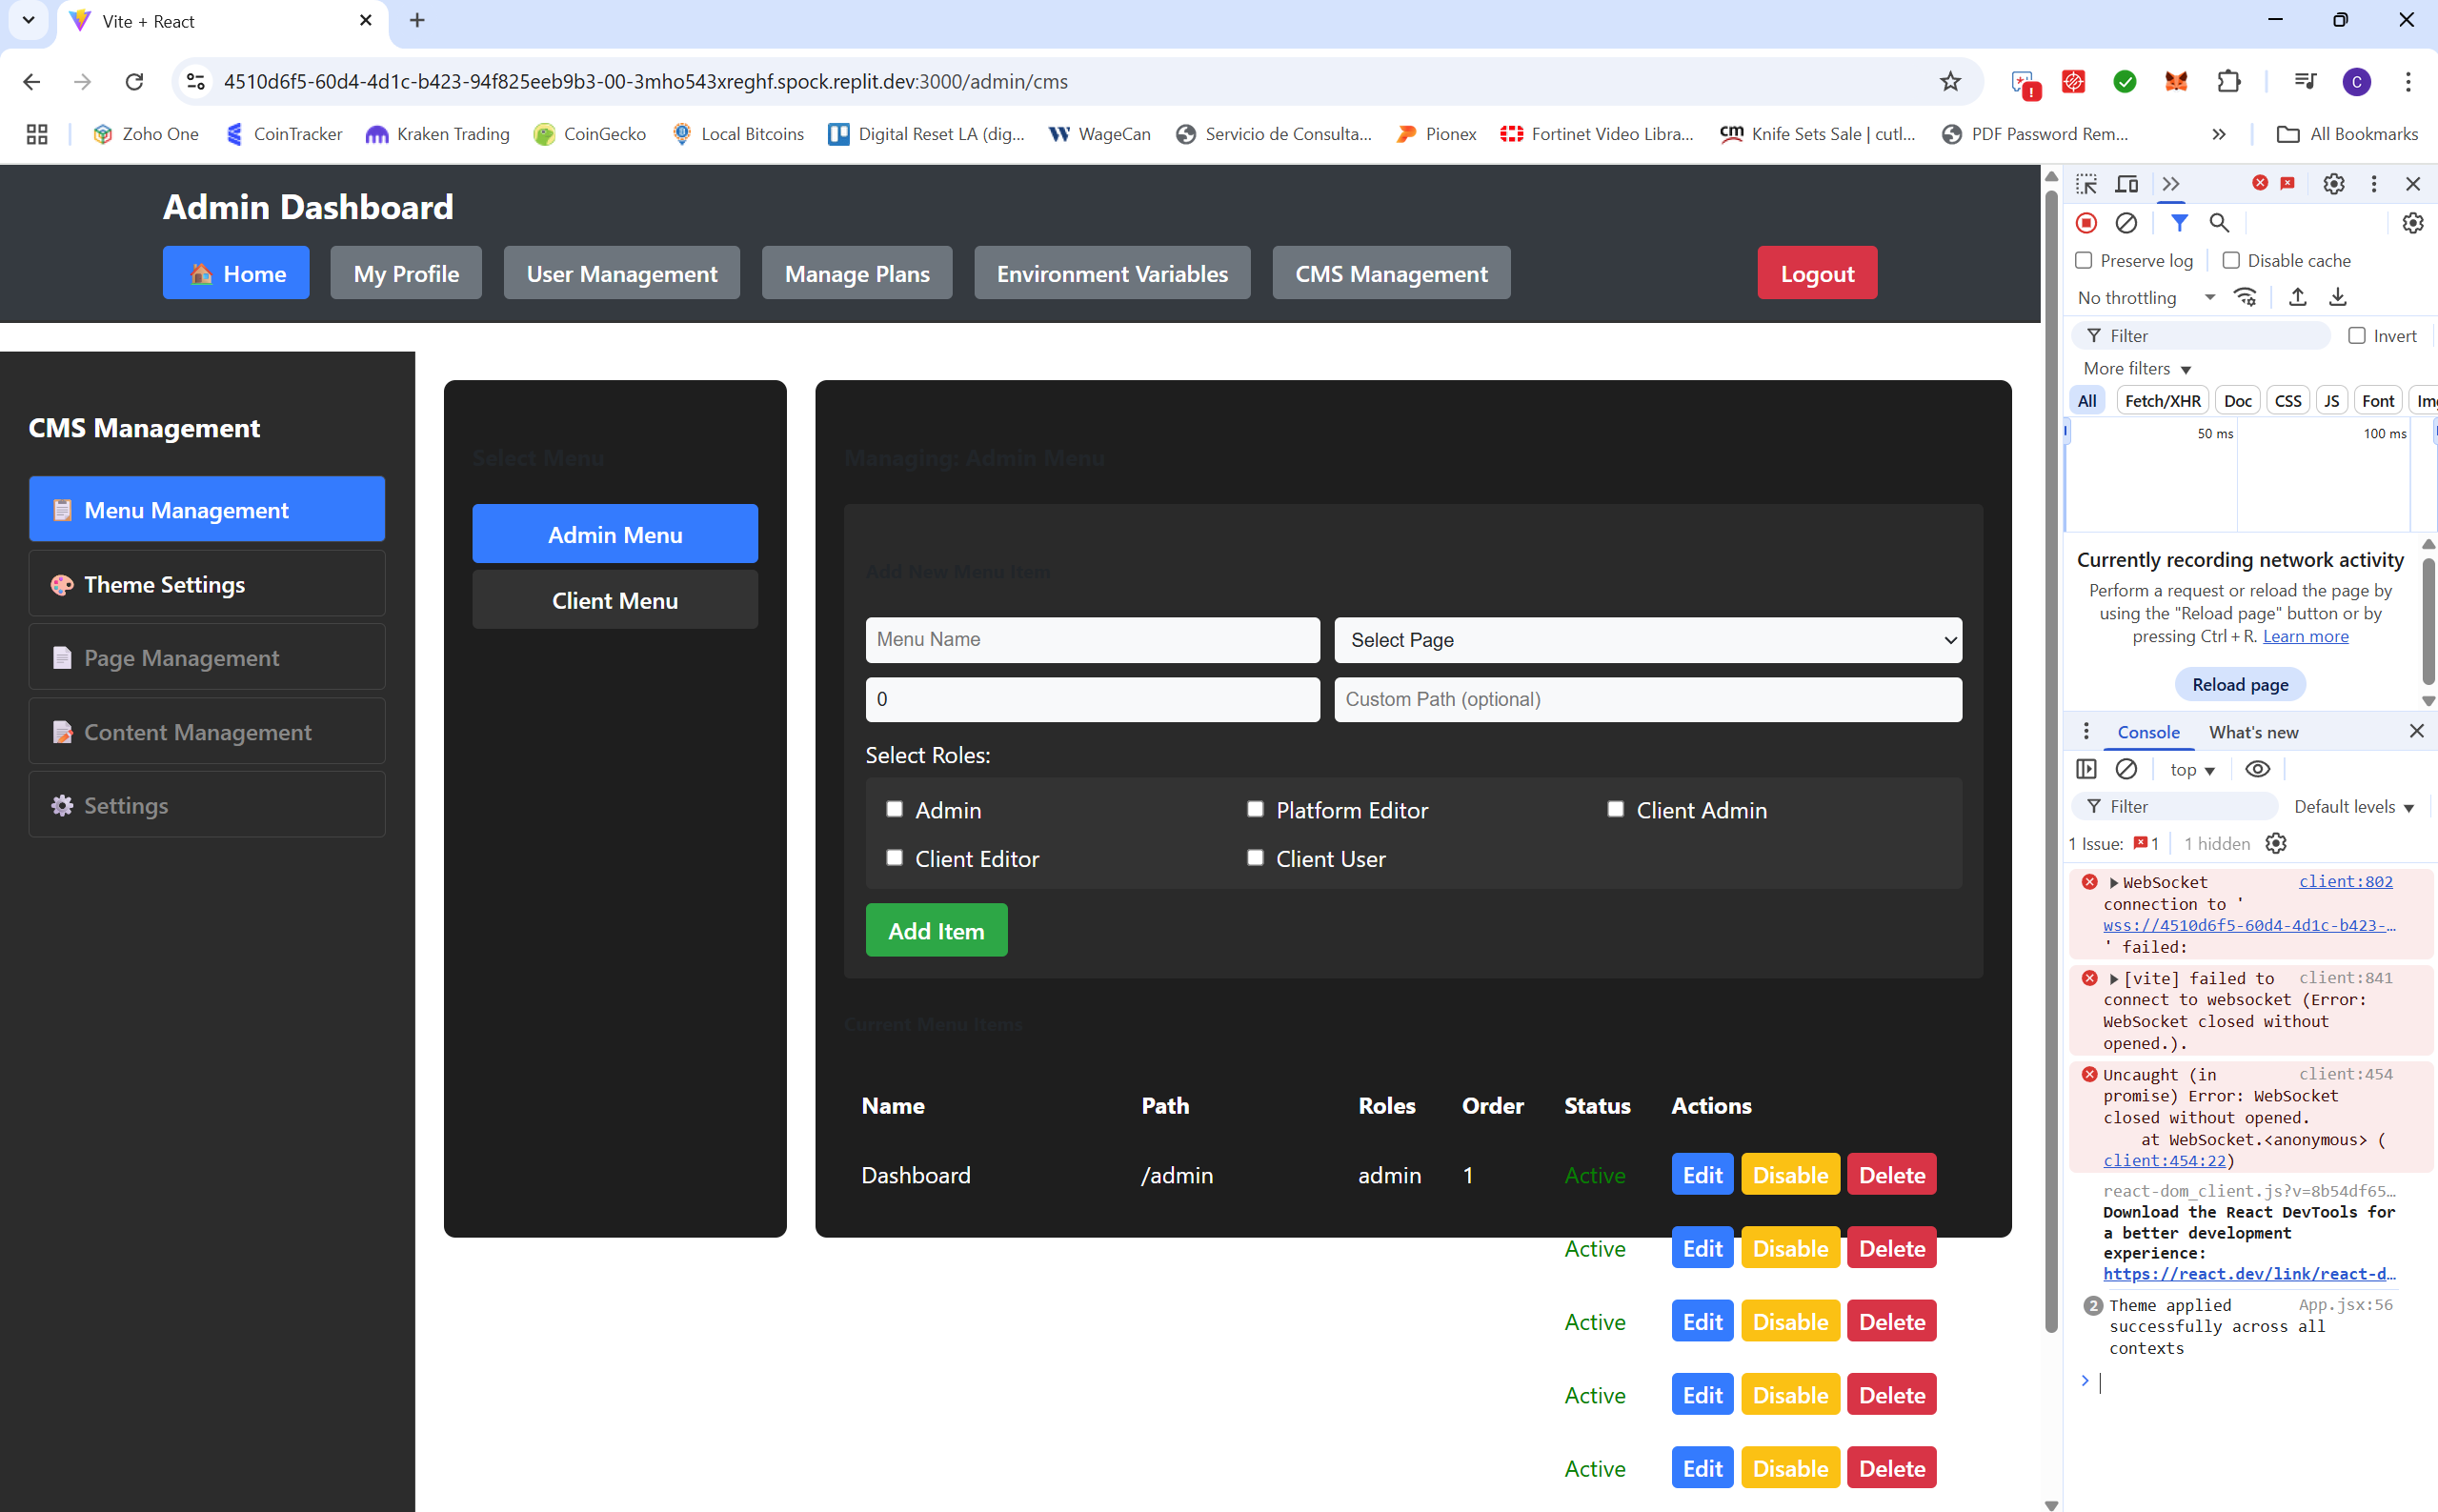 Vite + React
4510d6f5-60d4-4d1c-b423-94f825eeb9b3-00-3mho543xreghf.spock.replit.dev:3000/admin/cms
!
C
Zoho One
CoinTracker
Kraken Trading
CoinGecko
Local Bitcoins
Digital Reset LA (dig...
WageCan
Servicio de Consulta...
Pionex
Fortinet Video Libra...
cm
Knife Sets Sale | cutl...
PDF Password Rem...
All Bookmarks
Admin Dashboard
Home
My Profile
User Management
Manage Plans
Environment Variables
CMS Management
Logout
CMS Management
Menu Management
Theme Settings
Page Management
Content Management
Settings
Select Menu
Admin Menu
Client Menu
Managing: Admin Menu
Add New Menu Item
Menu Name
Select Page
0
Custom Path (optional)
Select Roles:
Admin
Platform Editor
Client Admin
Client Editor
Client User
Add Item
Current Menu Items
Name Path Roles Order Status Actions
Dashboard /admin admin 1 Active Edit Disable Delete
Active Edit Disable Delete
Active Edit Disable Delete
Active Edit Disable Delete
Active Edit Disable Delete
Preserve log
Disable cache
No throttling
Filter
Invert
More filters
All
Fetch/XHR
Doc
CSS
JS
Font
Img
50 ms
100 ms
Currently recording network activity
Perform a request or reload the page by
using the "Reload page" button or by
pressing Ctrl + R. Learn more
Reload page
Console
What's new
top
Filter
Default levels
1 Issue: 1
1 hidden
WebSocket client:802
connection to '
wss://4510d6f5-60d4-4d1c-b423-…
' failed:
[vite] failed to client:841
connect to websocket (Error:
WebSocket closed without
opened.).
Uncaught (in client:454
promise) Error: WebSocket
closed without opened.
at WebSocket.<anonymous> (
client:454:22)
react-dom_client.js?v=8b54df65…
Download the React DevTools for
a better development
experience:
https://react.dev/link/react-d…
2 Theme applied App.jsx:56
successfully across all
contexts